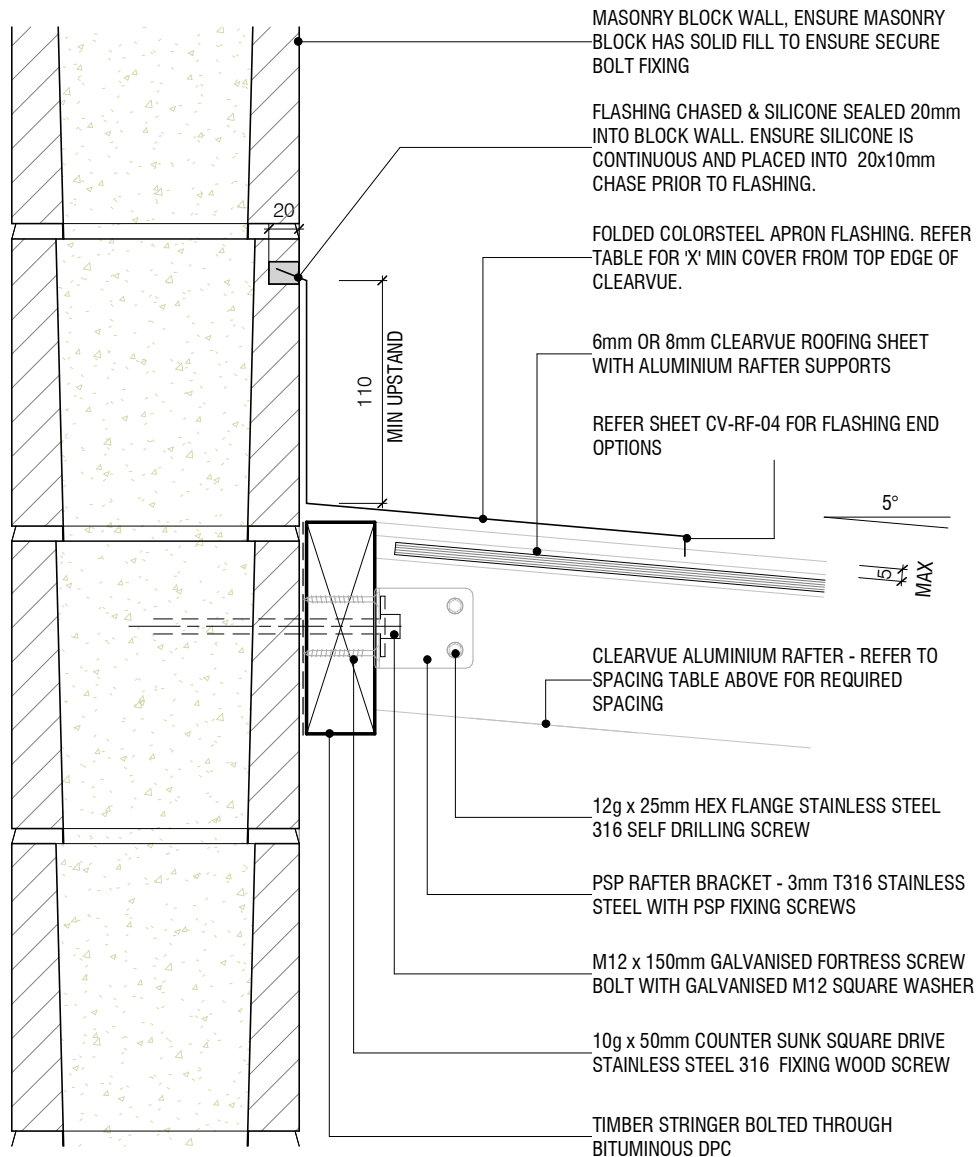 MASONRY BLOCK WALL, ENSURE MASONRY
BLOCK HAS SOLID FILL TO ENSURE SECURE
BOLT FIXING
FLASHING CHASED & SILICONE SEALED 20mm
INTO BLOCK WALL. ENSURE SILICONE IS
CONTINUOUS AND PLACED INTO 20x10mm
CHASE PRIOR TO FLASHING.
20
FOLDED COLORSTEEL APRON FLASHING. REFER
TABLE FOR 'X' MIN COVER FROM TOP EDGE OF
CLEARVUE.
110
MIN UPSTAND
6mm OR 8mm CLEARVUE ROOFING SHEET
WITH ALUMINIUM RAFTER SUPPORTS
REFER SHEET CV-RF-04 FOR FLASHING END
OPTIONS
5°
5
MAX
CLEARVUE ALUMINIUM RAFTER - REFER TO
SPACING TABLE ABOVE FOR REQUIRED
SPACING
12g x 25mm HEX FLANGE STAINLESS STEEL
316 SELF DRILLING SCREW
PSP RAFTER BRACKET - 3mm T316 STAINLESS
STEEL WITH PSP FIXING SCREWS
M12 x 150mm GALVANISED FORTRESS SCREW
BOLT WITH GALVANISED M12 SQUARE WASHER
10g x 50mm COUNTER SUNK SQUARE DRIVE
STAINLESS STEEL 316 FIXING WOOD SCREW
TIMBER STRINGER BOLTED THROUGH
BITUMINOUS DPC